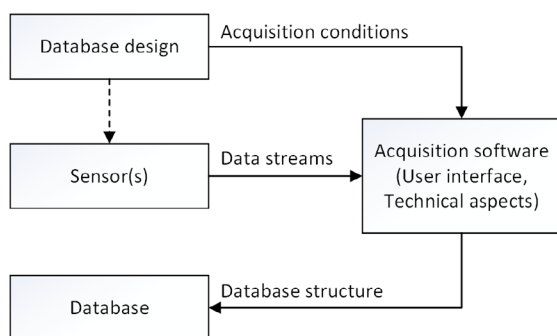 Database design
Acquisition conditions
Sensor(s)
Data streams
Acquisition software
(User interface,
Technical aspects)
Database
Database structure